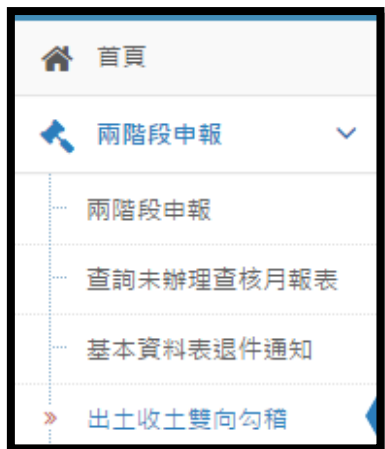 首頁
兩階段申報
兩階段申報
查詢未辦理查核月報表
基本資料表退件通知
出土收土雙向勾稽